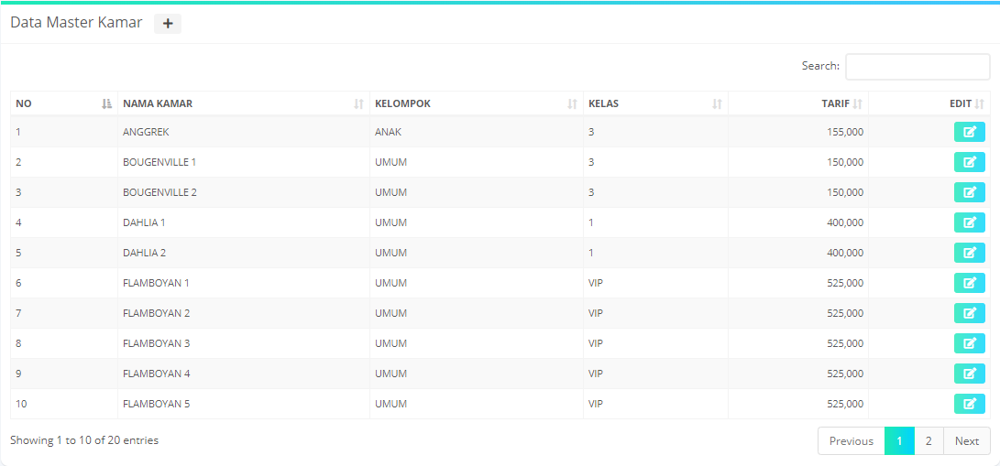 Data Master Kamar +
Search:
NO NAMA KAMAR KELOMPOK KELAS TARIF EDIT
1 ANGGREK ANAK 3 155,000
2 BOUGENVILLE 1 UMUM 3 150,000
3 BOUGENVILLE 2 UMUM 3 150,000
4 DAHLIA 1 UMUM 1 400,000
5 DAHLIA 2 UMUM 1 400,000
6 FLAMBOYAN 1 UMUM VIP 525,000
7 FLAMBOYAN 2 UMUM VIP 525,000
8 FLAMBOYAN 3 UMUM VIP 525,000
9 FLAMBOYAN 4 UMUM VIP 525,000
10 FLAMBOYAN 5 UMUM VIP 525,000
Showing 1 to 10 of 20 entries Previous 1 2 Next